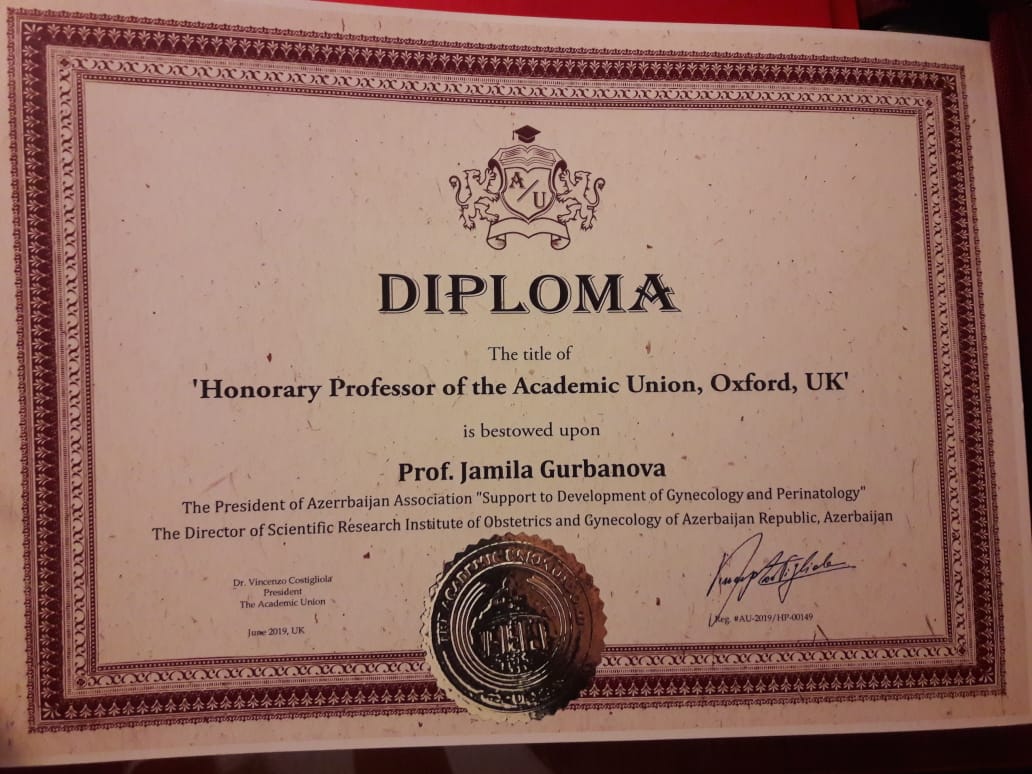 A/U
DIPLOMA
The title of
'Honorary Professor of the Academic Union, Oxford, UK'
is bestowed upon
Prof. Jamila Gurbanova
The President of Azerrbaijan Association "Support to Development of Gynecology and Perinatology"
The Director of Scientific Research Institute of Obstetrics and Gynecology of Azerbaijan Republic, Azerbaijan
Dr. Vincenzo Costigliola
President
The Academic Union
June 2019, UK
Reg. #AU-2019/HP-00149
THE ACADEMIC UNION